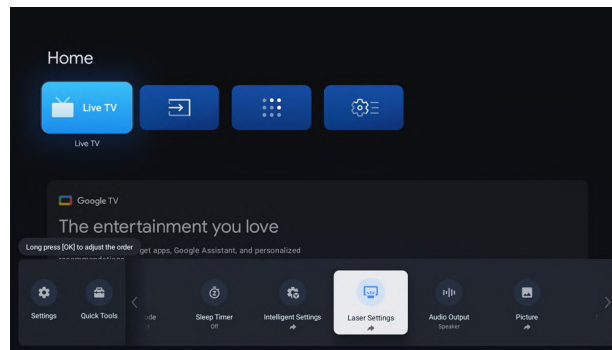 Home
Live TV
Live TV
Google TV
The entertainment you love
Long press [OK] to adjust the order
get apps, Google Assistant, and personalized
recommendations
Settings
Quick Tools
ode
Sleep Timer
Off
Intelligent Settings
Laser Settings
Audio Output
Speaker
Picture